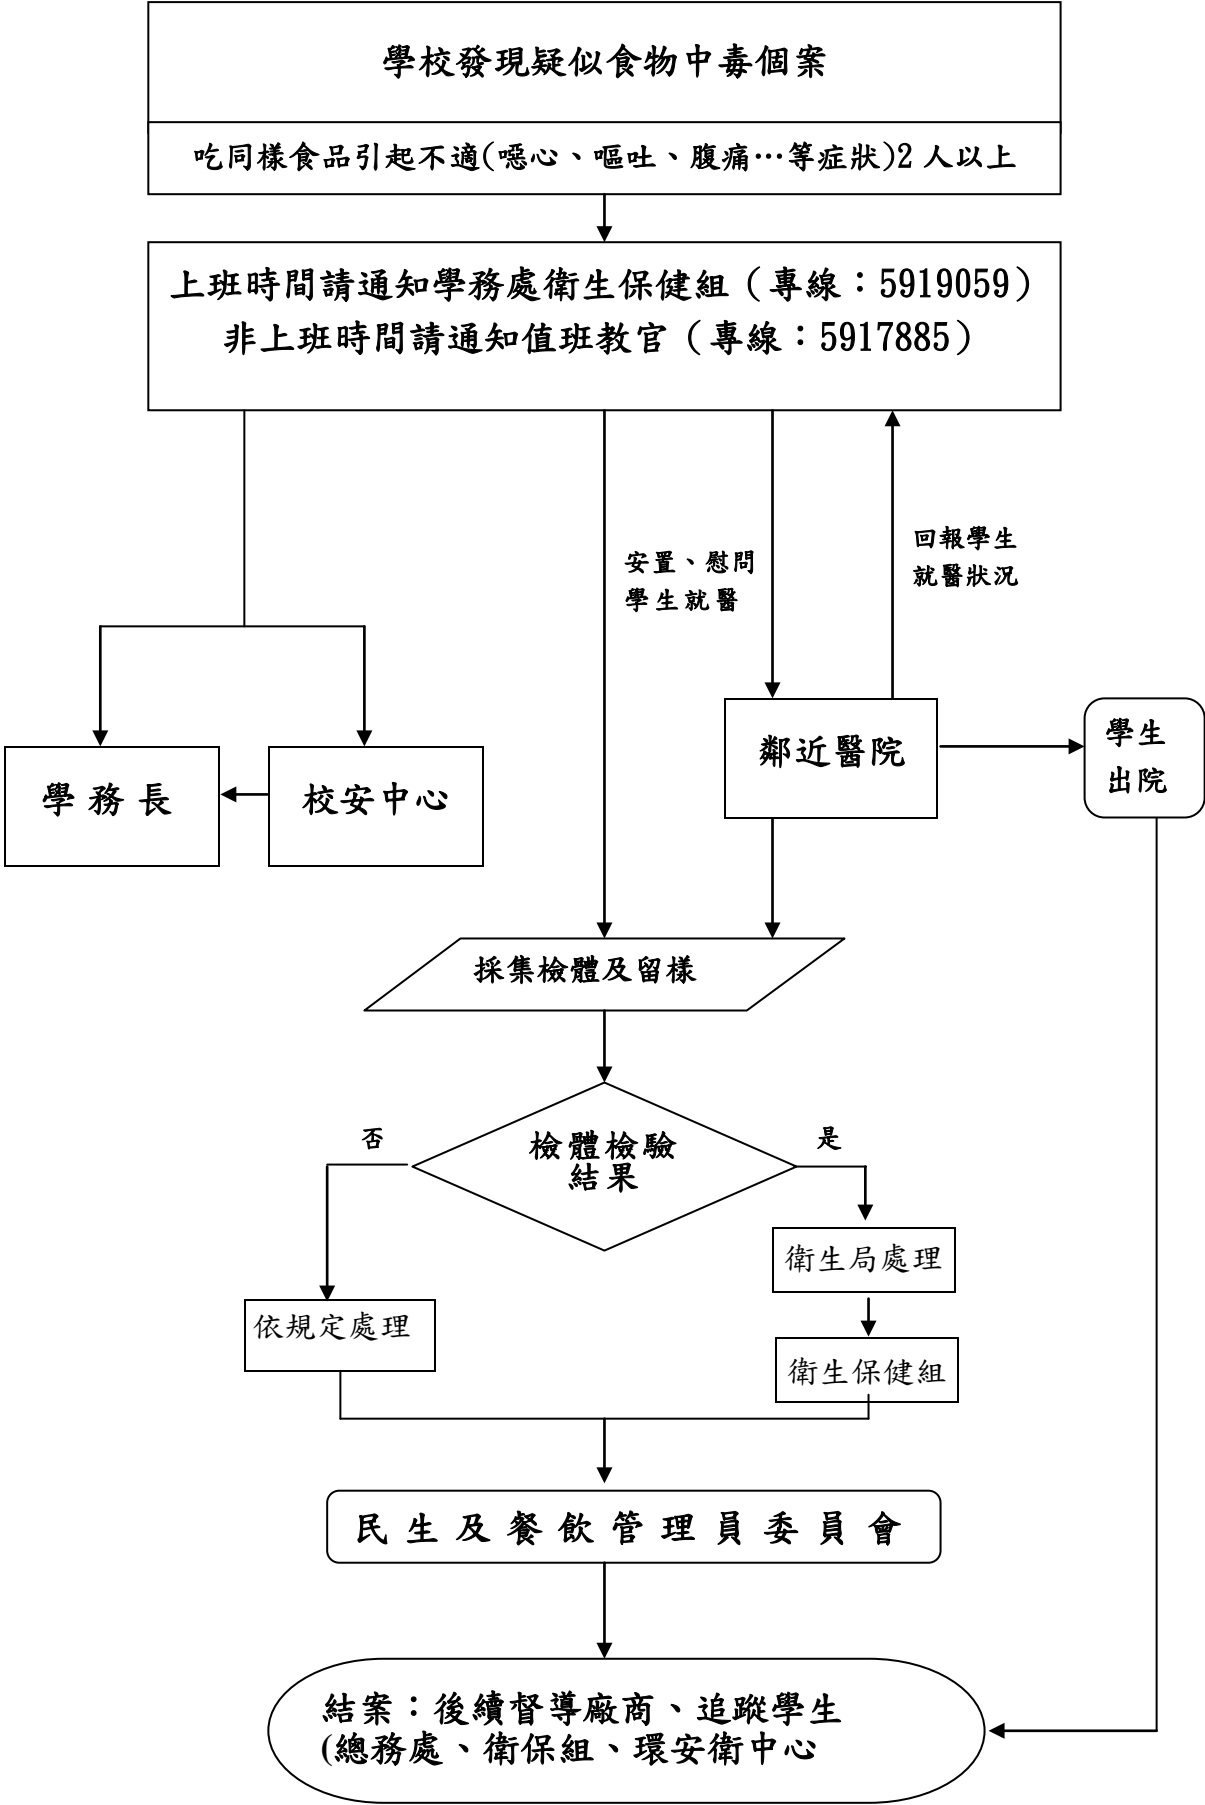 學校發現疑似食物中毒個案
吃同樣食品引起不適(噁心、嘔吐、腹痛…等症狀)2 人以上
上班時間請通知學務處衛生保健組（專線：5919059）
非上班時間請通知值班教官（專線：5917885）
安置、慰問
學生就醫
回報學生
就醫狀況
學務長
校安中心
鄰近醫院
學生
出院
採集檢體及留樣
否
檢體檢驗
結果
是
衛生局處理
依規定處理
衛生保健組
民生及餐飲管理員委員會
結案：後續督導廠商、追蹤學生
(總務處、衛保組、環安衛中心